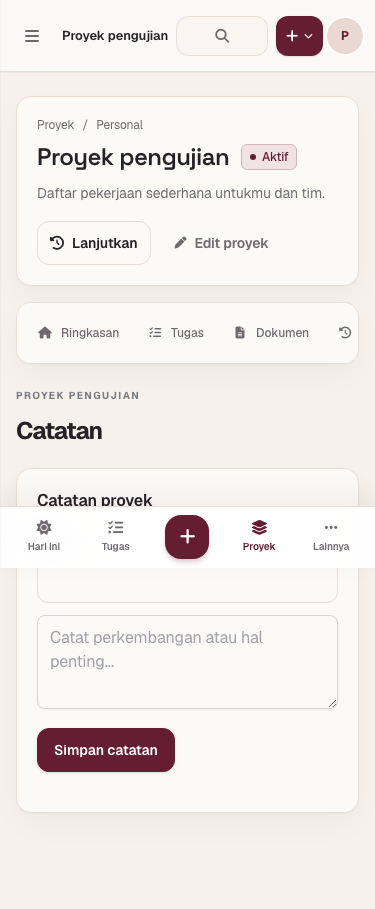 Proyek pengujian
P
Proyek / Personal
Proyek pengujian
Aktif
Daftar pekerjaan sederhana untukmu dan tim.
Lanjutkan
Edit proyek
Ringkasan
Tugas
Dokumen
PROYEK PENGUJIAN
Catatan
Catatan proyek
Hari ini
Tugas
Proyek
Lainnya
Catat perkembangan atau hal
penting...
Simpan catatan